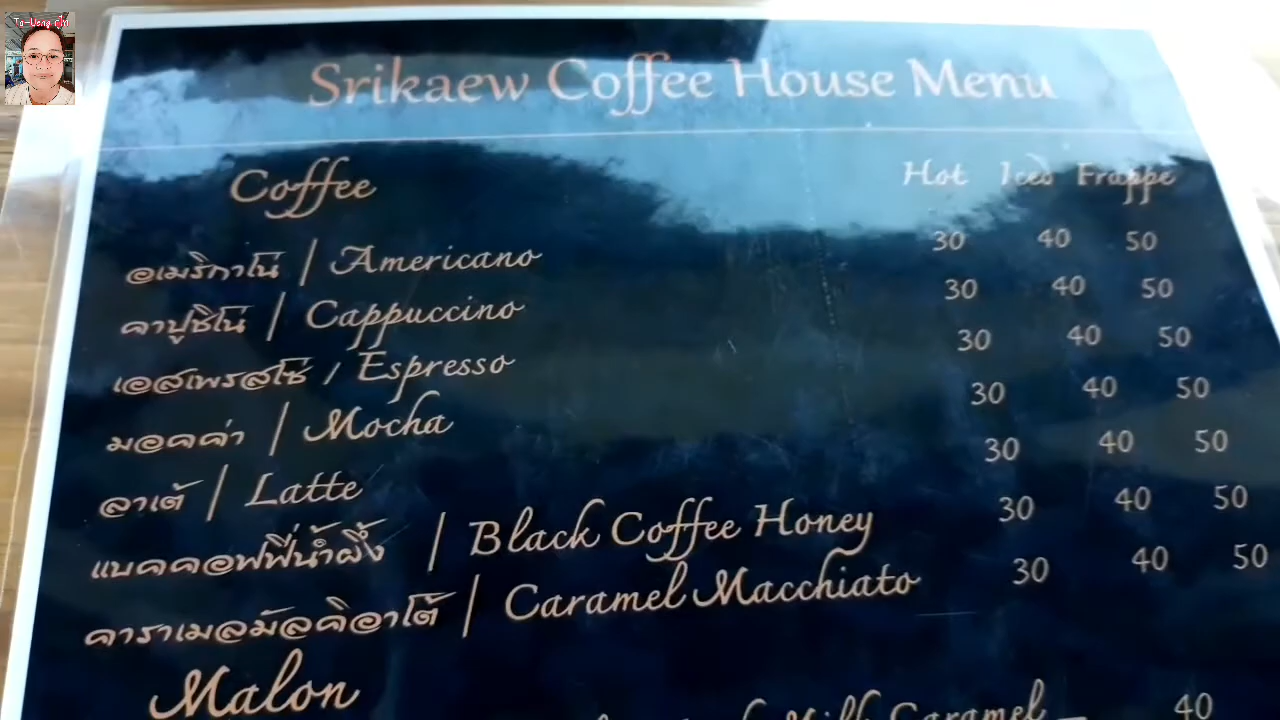 Srikaew Coffee House Menu
Coffee Hot Iced Frappe
อเมริกาโน่ | Americano 30 40 50
คาปูชิโน่ | Cappuccino 30 40 50
เอสเพรสโซ่ / Espresso 30 40 50
มอคค่า | Mocha 30 40 50
ลาเต้ | Latte 30 40 50
แบคคอฟฟี่น้ำผึ้ง | Black Coffee Honey 30 40 50
คาราเมลมัลคิอาโต้ | Caramel Macchiato 30 40 50
Malon
Milk Caramel 40